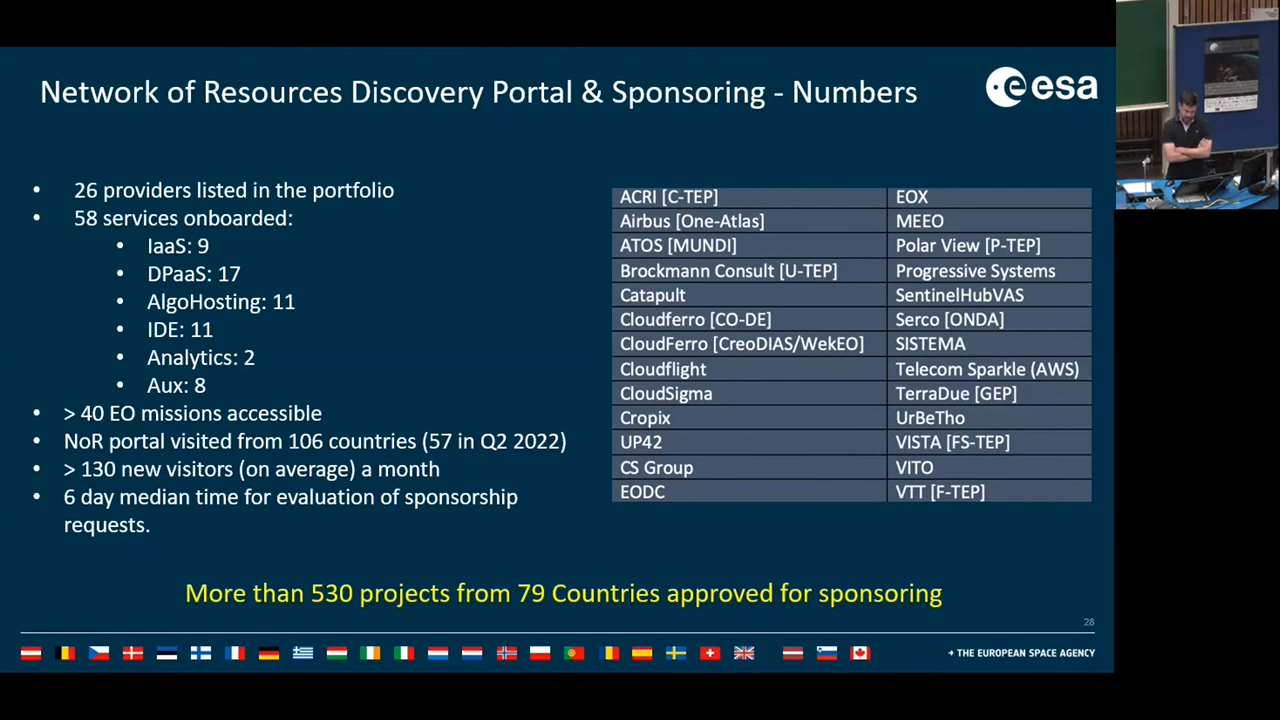 Network of Resources Discovery Portal & Sponsoring - Numbers
esa
• 26 providers listed in the portfolio
• 58 services onboarded:
• IaaS: 9
• DPaaS: 17
• AlgoHosting: 11
• IDE: 11
• Analytics: 2
• Aux: 8
• > 40 EO missions accessible
• NoR portal visited from 106 countries (57 in Q2 2022)
• > 130 new visitors (on average) a month
• 6 day median time for evaluation of sponsorship
requests.
ACRI [C-TEP] EOX
Airbus [One-Atlas] MEEO
ATOS [MUNDI] Polar View [P-TEP]
Brockmann Consult [U-TEP] Progressive Systems
Catapult SentinelHubVAS
Cloudferro [CO-DE] Serco [ONDA]
CloudFerro [CreoDIAS/WekEO] SISTEMA
Cloudflight Telecom Sparkle (AWS)
CloudSigma TerraDue [GEP]
Cropix UrBeTho
UP42 VISTA [FS-TEP]
CS Group VITO
EODC VTT [F-TEP]
More than 530 projects from 79 Countries approved for sponsoring
28
→ THE EUROPEAN SPACE AGENCY